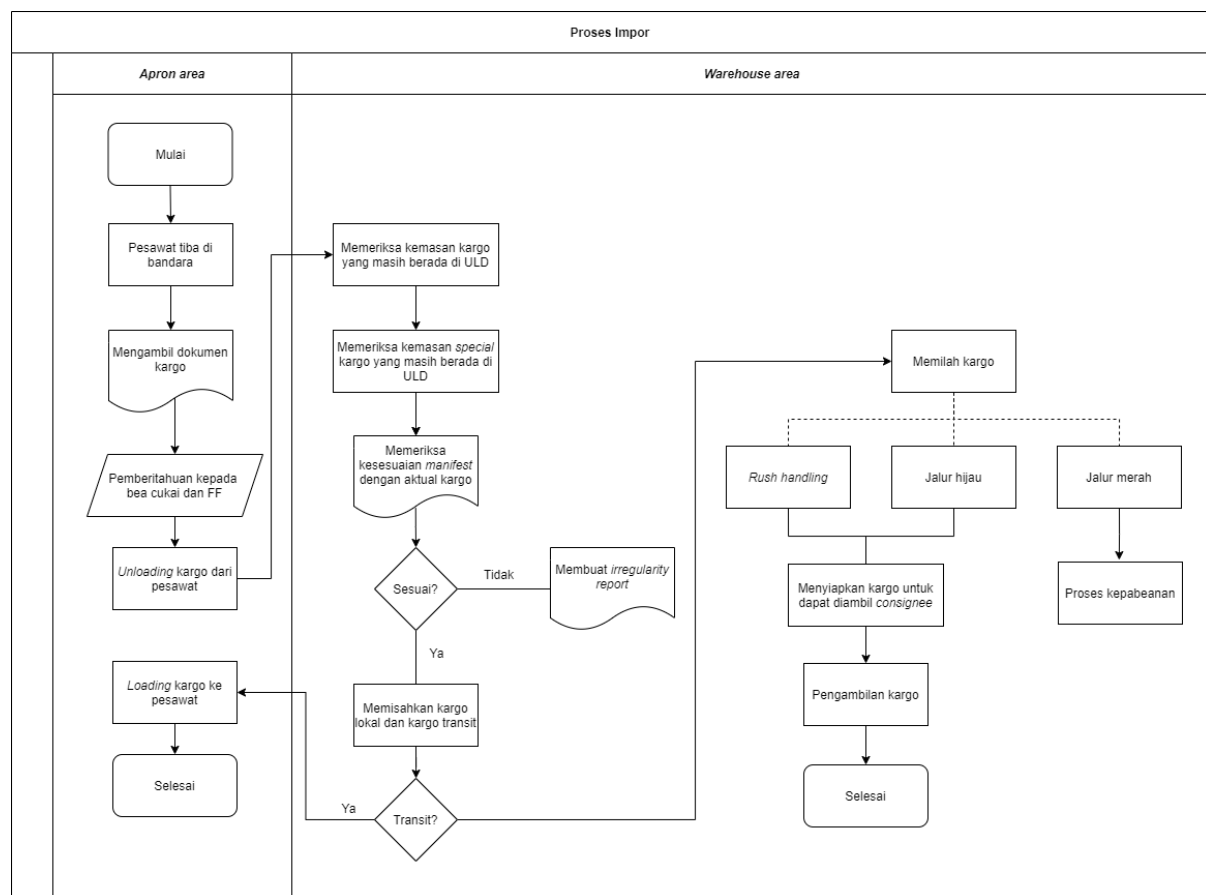 Proses Impor
Apron area
Warehouse area
Mulai
Pesawat tiba di
bandara
Mengambil dokumen
kargo
Pemberitahuan kepada
bea cukai dan FF
Unloading kargo dari
pesawat
Loading kargo ke
pesawat
Selesai
Memeriksa kemasan kargo
yang masih berada di ULD
Memeriksa kemasan special
kargo yang masih berada di
ULD
Memeriksa
kesesuaian manifest
dengan aktual kargo
Sesuai?
Tidak
Membuat irregularity
report
Ya
Memisahkan kargo
lokal dan kargo transit
Transit?
Ya
Memilah kargo
Rush handling
Jalur hijau
Jalur merah
Menyiapkan kargo untuk
dapat diambil consignee
Proses kepabeanan
Pengambilan kargo
Selesai